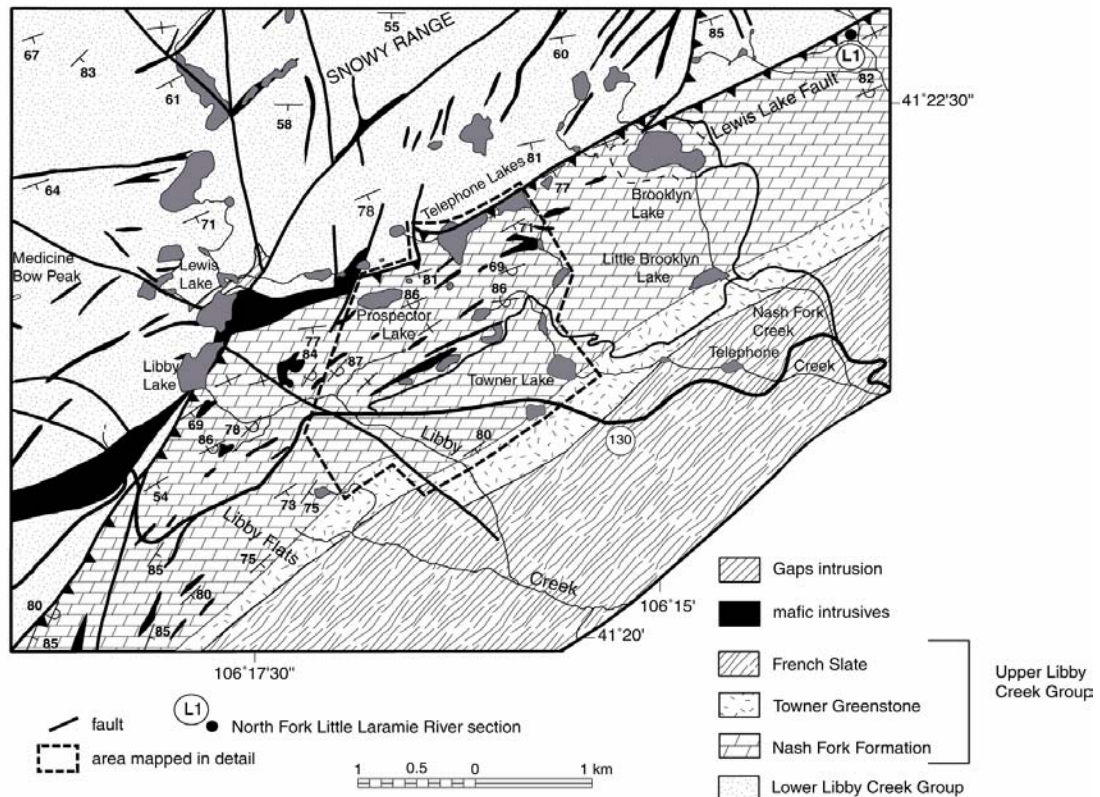 55
85
67
83
SNOWY RANGE
60
L1
82
61
41°22'30"
58
Lewis Lake Fault
81
Telephone Lakes
77
64
78
Brooklyn
Lake
71
71
Medicine
Bow Peak
Lewis
Lake
81
69
86
86
Little Brooklyn
Lake
Prospector
Lake
Nash Fork
Creek
77
84
87
Telephone
Creek
Libby
Lake
Towner Lake
69
78
86
Libby
80
130
54
73
75
Libby Flats
75
85
80
Creek
80
85
85
106°15'
41°20'
106°17'30"
Gaps intrusion
mafic intrusives
French Slate
Towner Greenstone
Nash Fork Formation
Lower Libby Creek Group
Upper Libby
Creek Group
fault
L1
North Fork Little Laramie River section
area mapped in detail
1 0.5 0 1 km